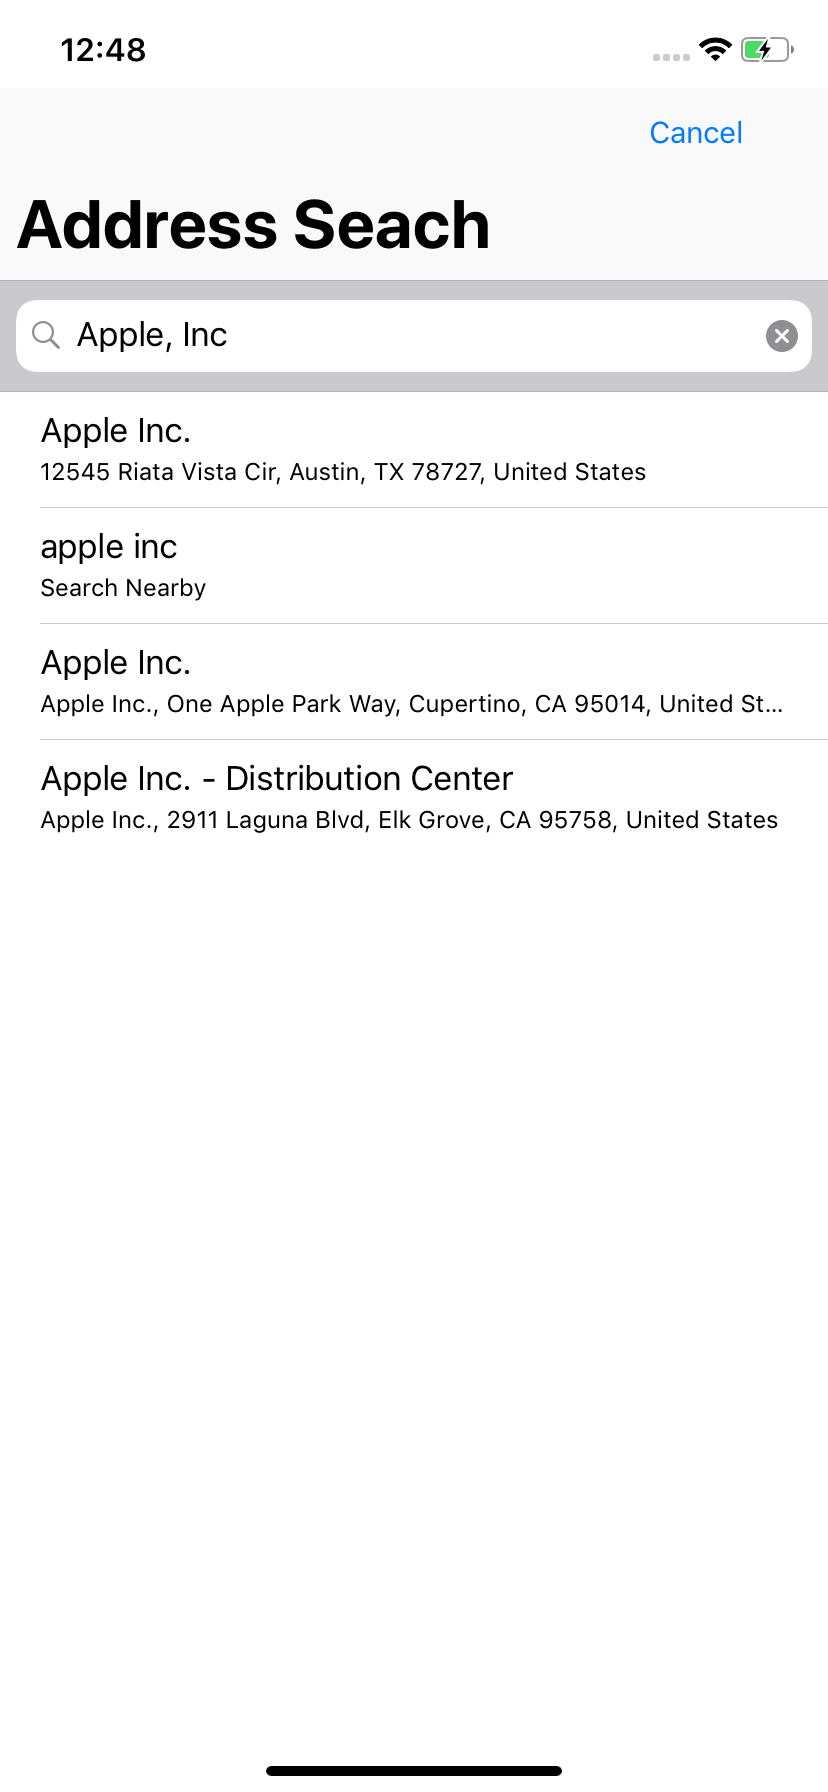 12:48
Cancel
Address Seach
Apple, Inc
Apple Inc.
12545 Riata Vista Cir, Austin, TX 78727, United States
apple inc
Search Nearby
Apple Inc.
Apple Inc., One Apple Park Way, Cupertino, CA 95014, United St...
Apple Inc. - Distribution Center
Apple Inc., 2911 Laguna Blvd, Elk Grove, CA 95758, United States